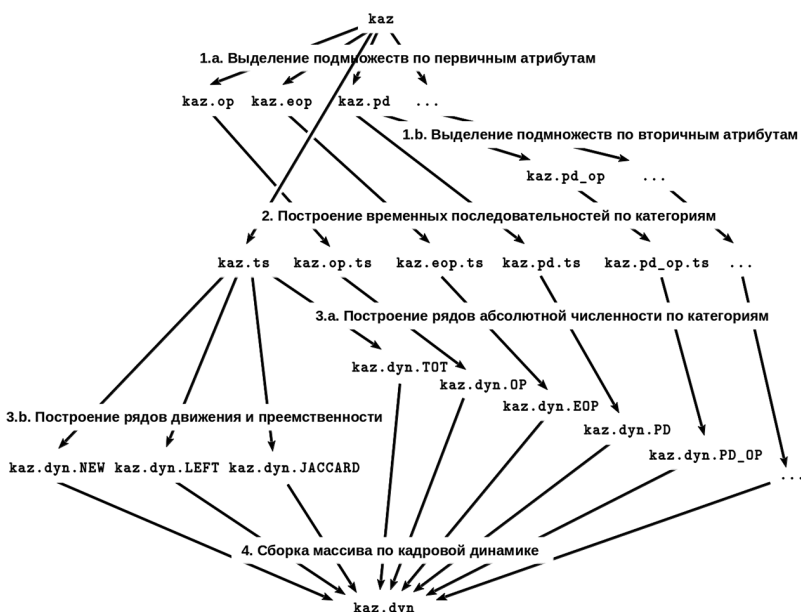 kaz
1.a. Выделение подмножеств по первичным атрибутам
kaz.op kaz.eop kaz.pd ...
1.b. Выделение подмножеств по вторичным атрибутам
kaz.pd_op ...
2. Построение временных последовательностей по категориям
kaz.ts kaz.op.ts kaz.eop.ts kaz.pd.ts kaz.pd_op.ts ...
3.a. Построение рядов абсолютной численности по категориям
kaz.dyn.TOT
kaz.dyn.OP
kaz.dyn.EOP
3.b. Построение рядов движения и преемственности
kaz.dyn.PD
kaz.dyn.PD_OP
kaz.dyn.NEW kaz.dyn.LEFT kaz.dyn.JACCARD
...
4. Сборка массива по кадровой динамике
kaz.dyn